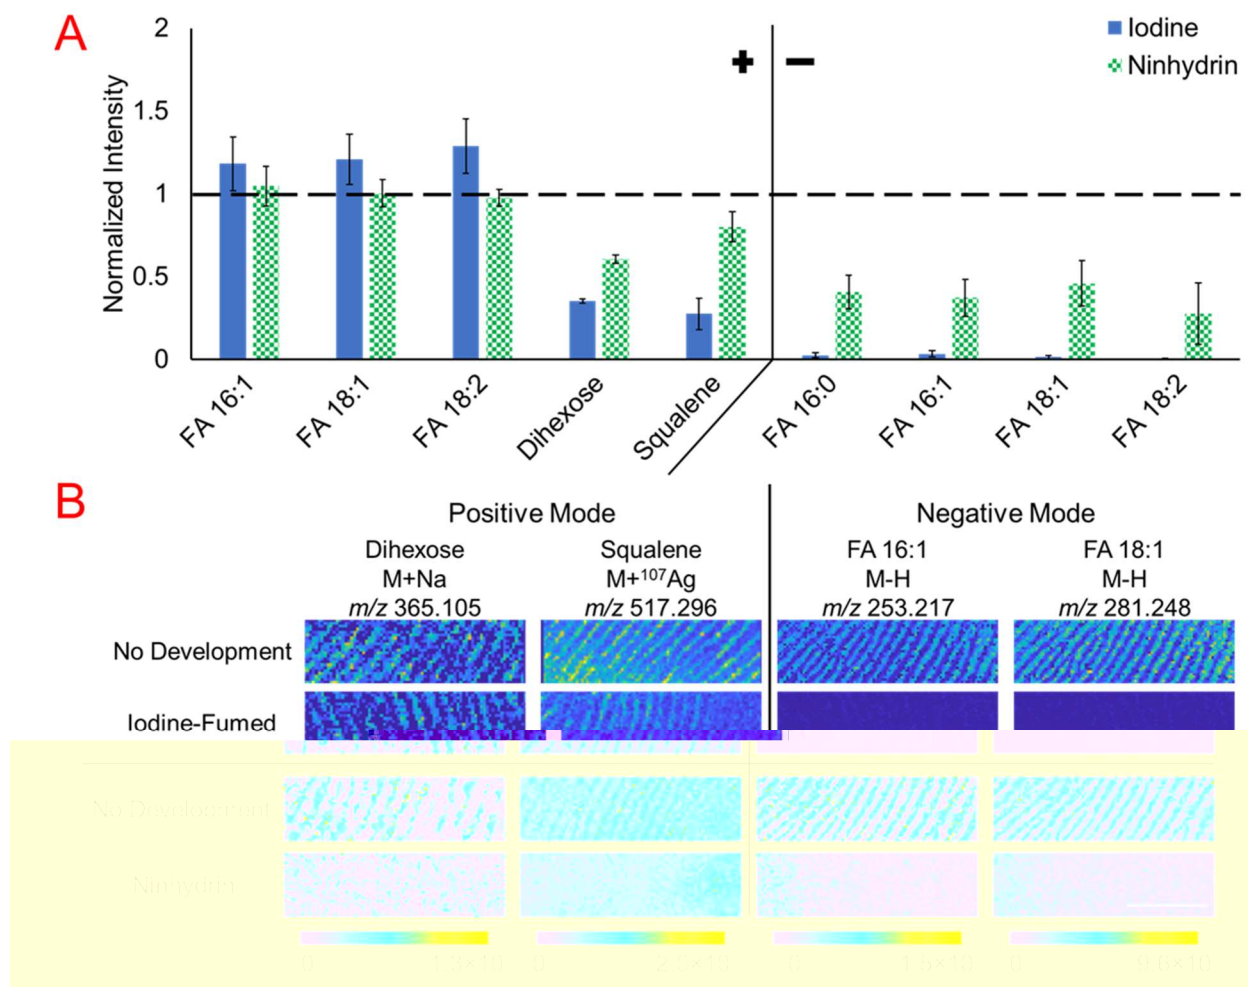 A
2
1.5
1
0.5
0
Normalized Intensity
Iodine
Ninhydrin
+ −
FA 16:1
FA 18:1
FA 18:2
Dihexose
Squalene
FA 16:0
FA 16:1
FA 18:1
FA 18:2
B
Positive Mode
Negative Mode
Dihexose
M+Na
m/z 365.105
Squalene
M+¹⁰⁷Ag
m/z 517.296
FA 16:1
M-H
m/z 253.217
FA 18:1
M-H
m/z 281.248
No Development
Iodine-Fumed
No Development
Ninhydrin
0
0
0
0